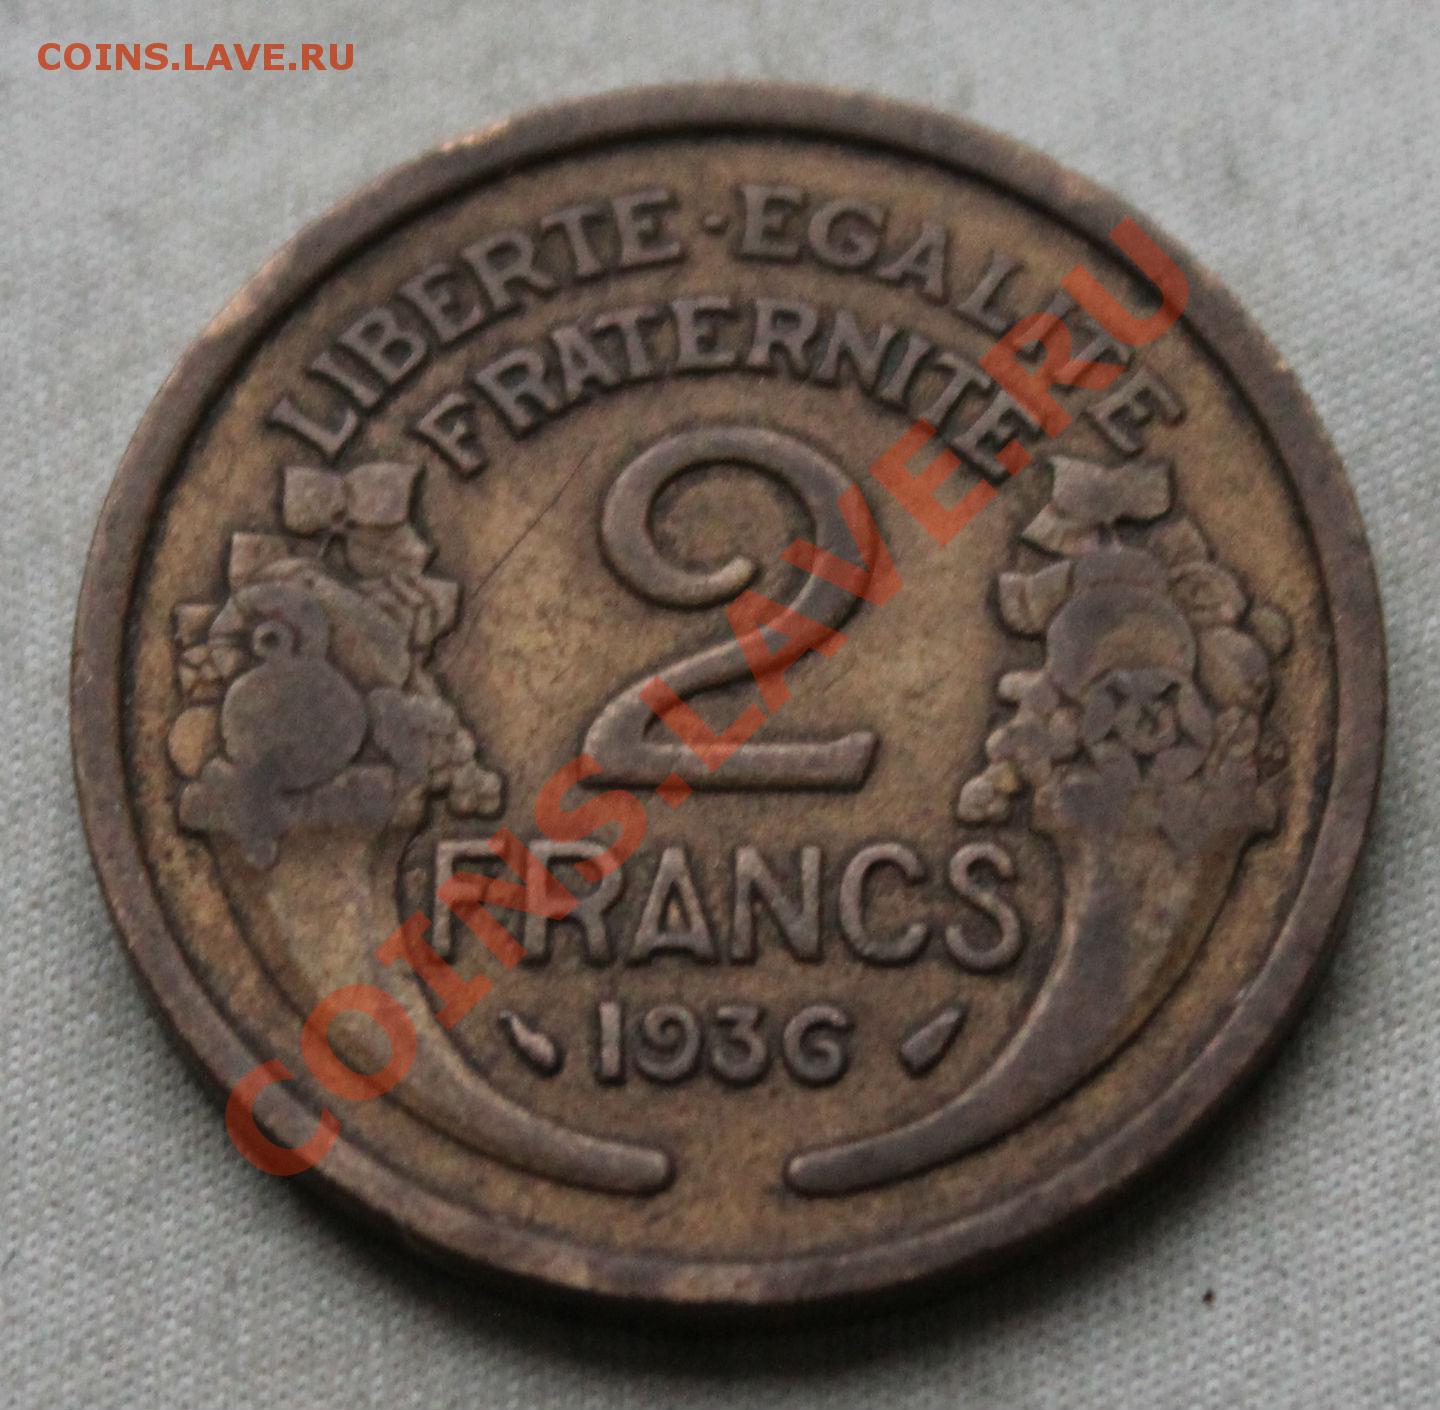 COINS.LAVE.RU
LIBERTE · EGALITE
FRATERNITE
2
FRANCS
1936
COINS.LAVE.RU